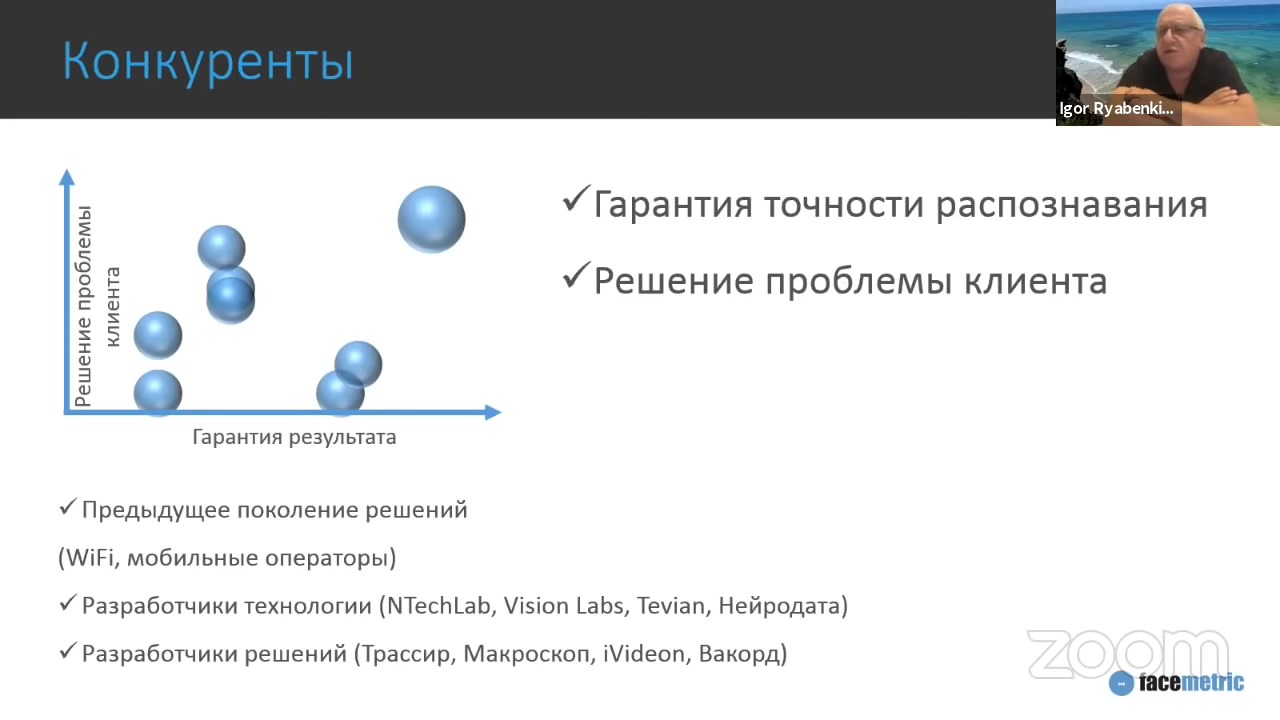 Конкуренты
Igor Ryabenki...
Решение проблемы
клиента
Гарантия результата
✓Гарантия точности распознавания
✓Решение проблемы клиента
✓Предыдущее поколение решений
(WiFi, мобильные операторы)
✓Разработчики технологии (NTechLab, Vision Labs, Tevian, Нейродата)
✓Разработчики решений (Трассир, Макроскоп, iVideon, Вакорд)
zoom
facemetric